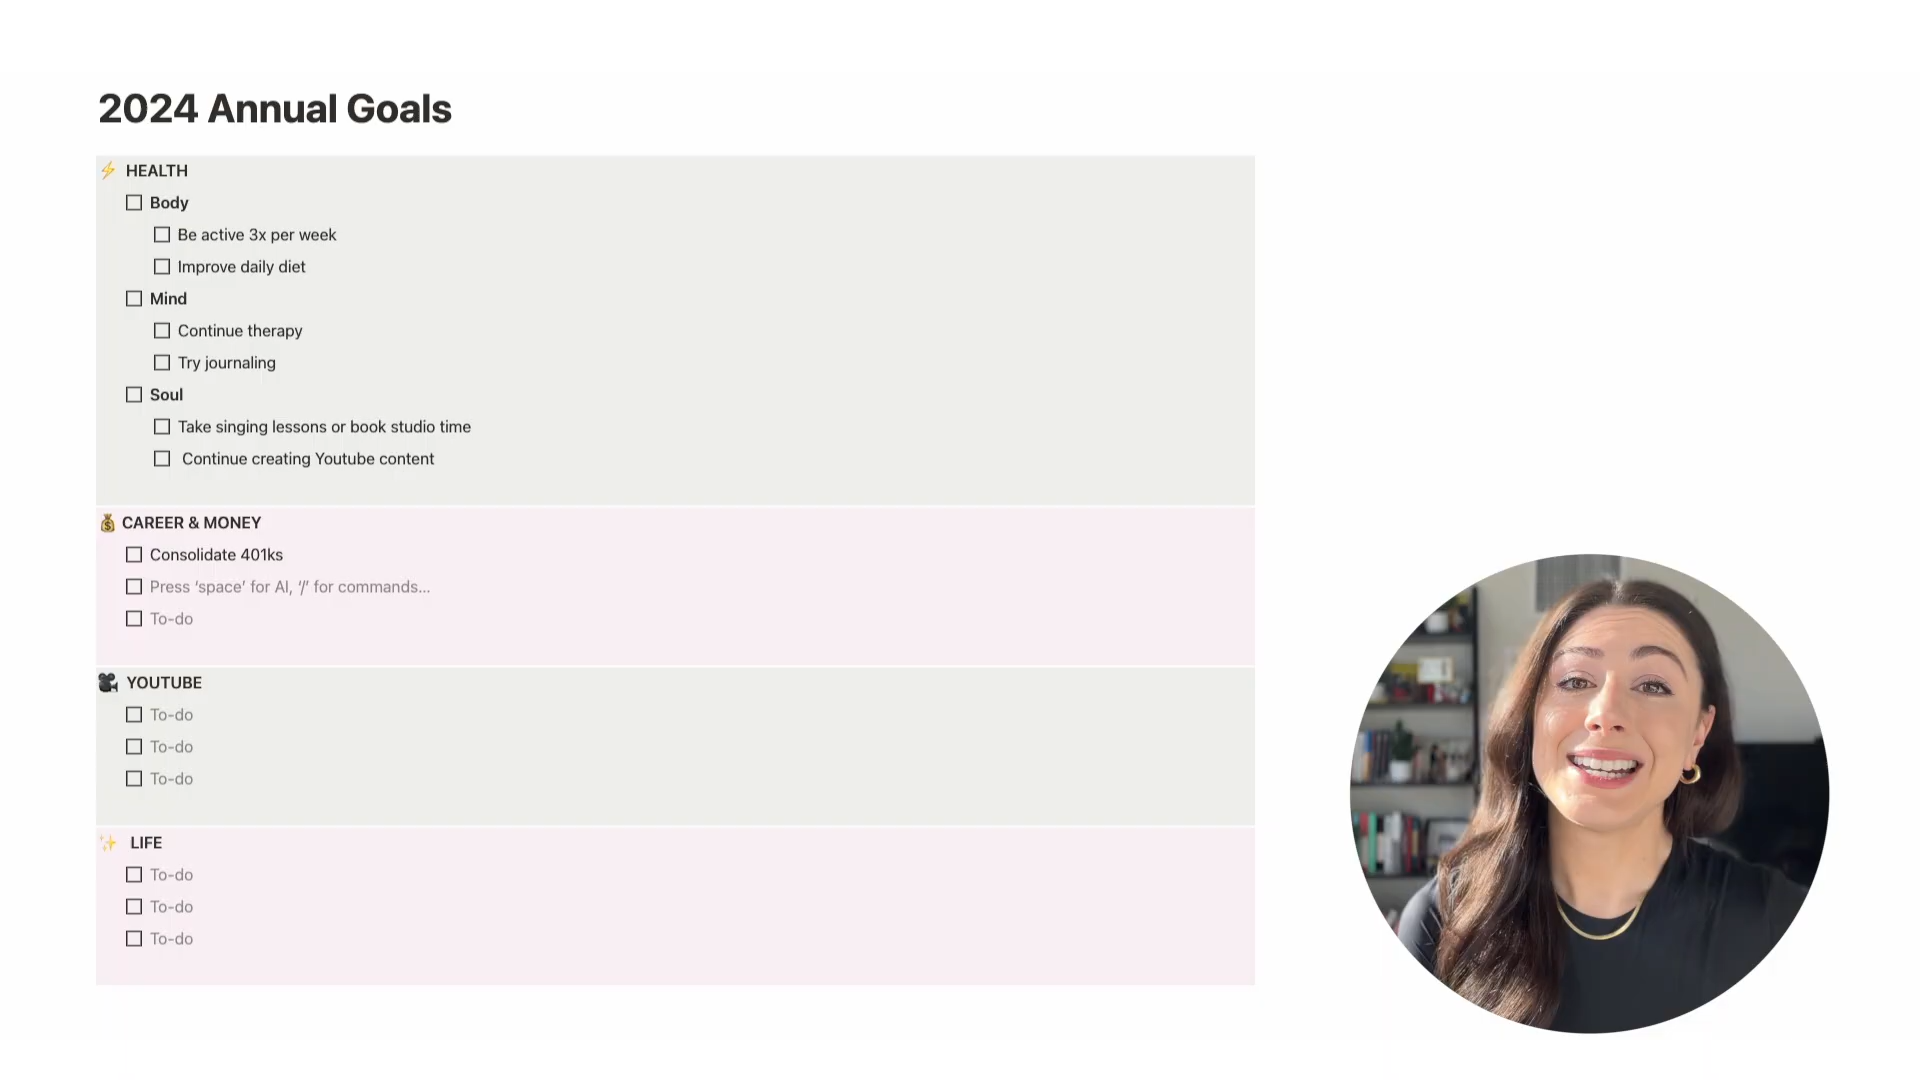 2024 Annual Goals
⚡ HEALTH
Body
Be active 3x per week
Improve daily diet
Mind
Continue therapy
Try journaling
Soul
Take singing lessons or book studio time
Continue creating Youtube content
💰 CAREER & MONEY
Consolidate 401ks
Press ‘space’ for AI, ‘/’ for commands…
To-do
🎥 YOUTUBE
To-do
To-do
To-do
✨ LIFE
To-do
To-do
To-do